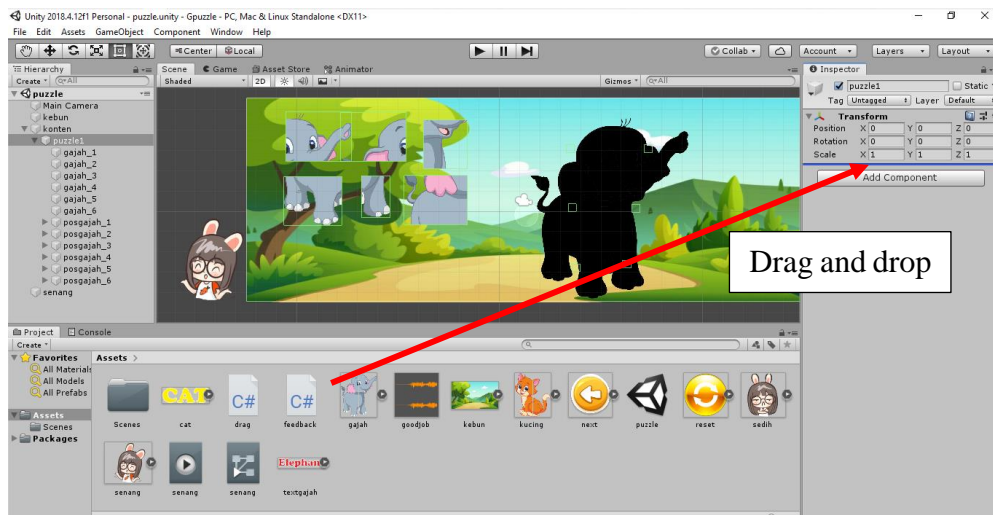 Unity 2018.4.12f1 Personal - puzzle.unity - Gpuzzle - PC, Mac & Linux Standalone <DX11>
File Edit Assets GameObject Component Window Help
Center Local Collab Account Layers Layout
Hierarchy Scene Game Asset Store Animator Inspector
Create All Shaded 2D Gizmos All
puzzle
Main Camera
kebun
konten
puzzle1
gajah_1
gajah_2
gajah_3
gajah_4
gajah_5
gajah_6
posgajah_1
posgajah_2
posgajah_3
posgajah_4
posgajah_5
posgajah_6
senang
puzzle1 Static
Tag Untagged Layer Default
Transform
Position X 0 Y 0 Z 0
Rotation X 0 Y 0 Z 0
Scale X 1 Y 1 Z 1
Add Component
Drag and drop
Project Console
Create
Favorites
All Materials
All Models
All Prefabs
Assets
Scenes
Packages
Assets >
CAT C# C#
Scenes cat drag feedback gajah goodjob kebun kucing next puzzle reset sedih
Elephant
senang senang senang textgajah